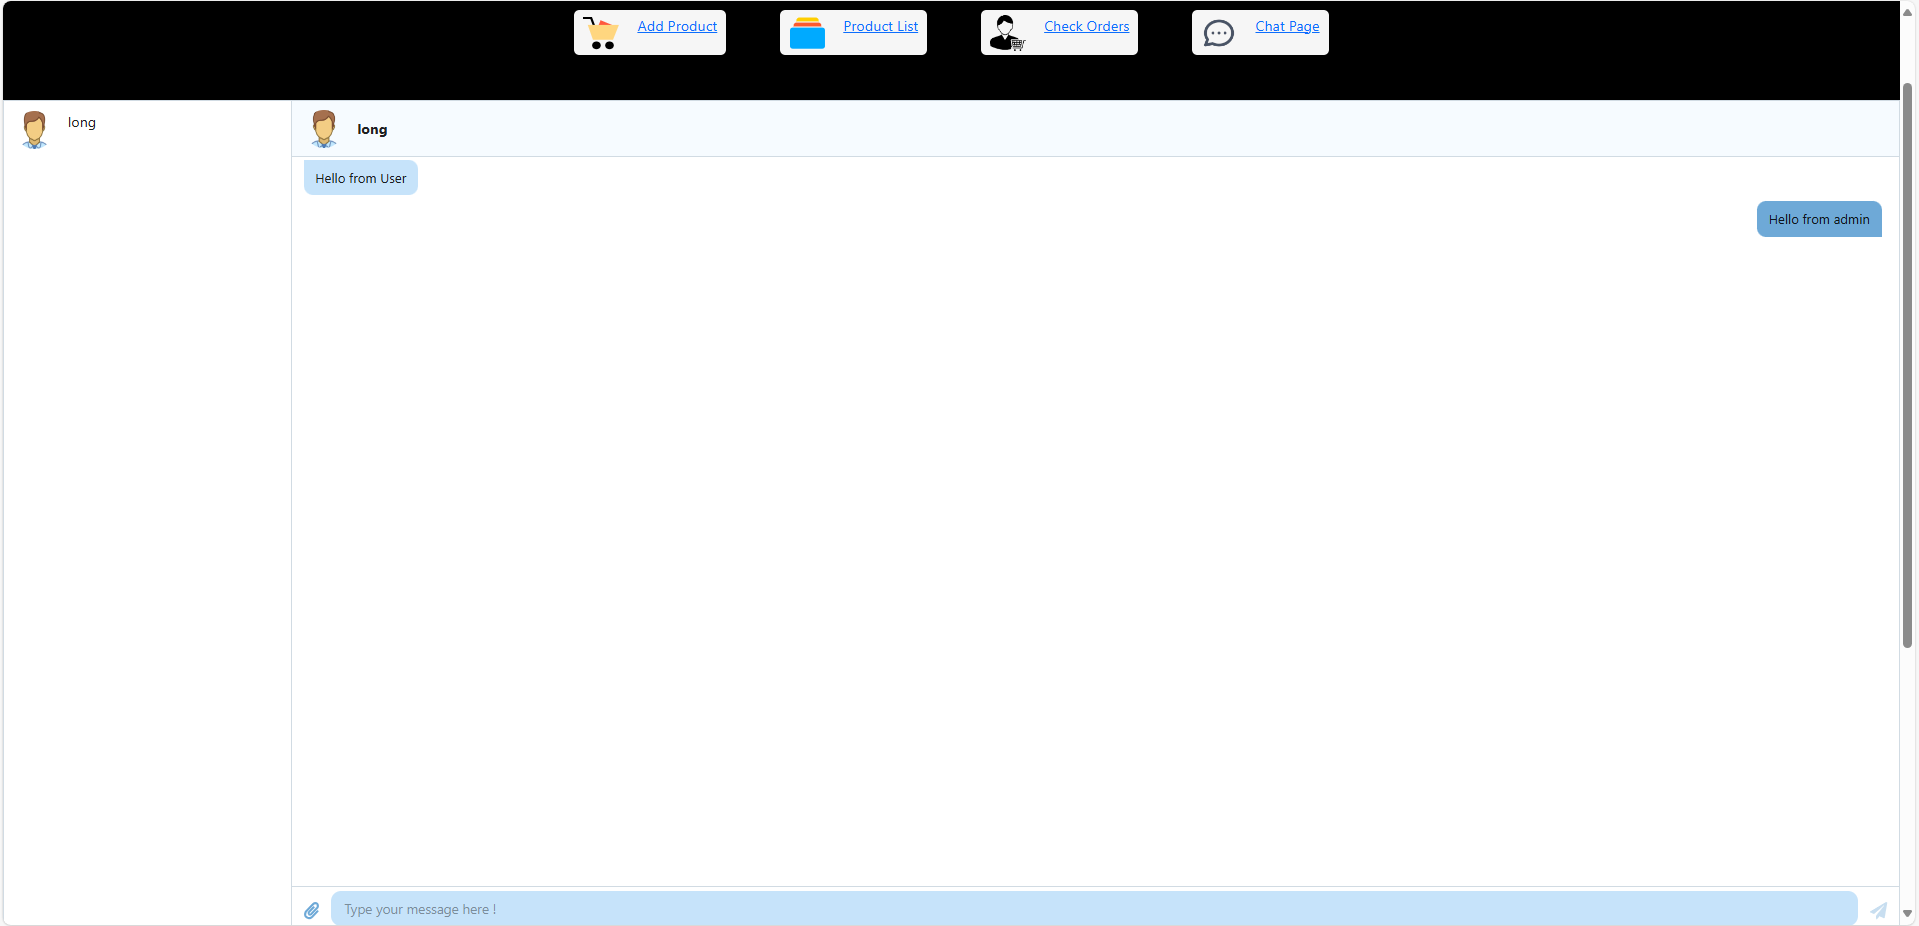 Add Product
Product List
Check Orders
Chat Page
long
long
Hello from User
Hello from admin
Type your message here !